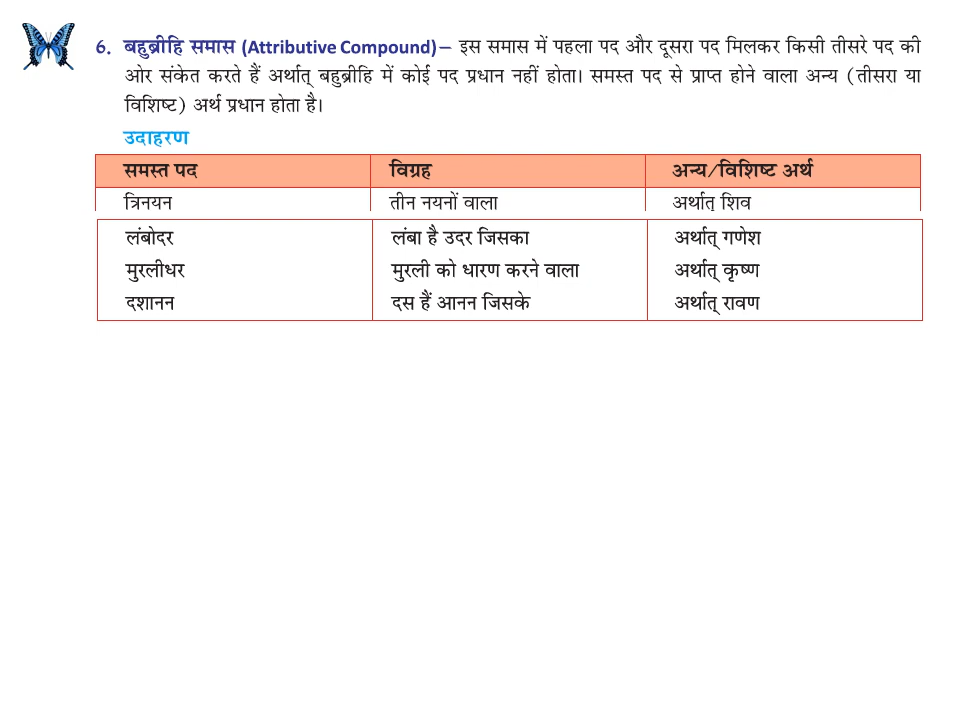 6. बहुब्रीहि समास (Attributive Compound)– इस समास में पहला पद और दूसरा पद मिलकर किसी तीसरे पद की
ओर संकेत करते हैं अर्थात् बहुब्रीहि में कोई पद प्रधान नहीं होता। समस्त पद से प्राप्त होने वाला अन्य (तीसरा या
विशिष्ट) अर्थ प्रधान होता है।
उदाहरण
समस्त पद विग्रह अन्य/विशिष्ट अर्थ
त्रिनयन तीन नयनों वाला अर्थात् शिव
लंबोदर लंबा है उदर जिसका अर्थात् गणेश
मुरलीधर मुरली को धारण करने वाला अर्थात् कृष्ण
दशानन दस हैं आनन जिसके अर्थात् रावण